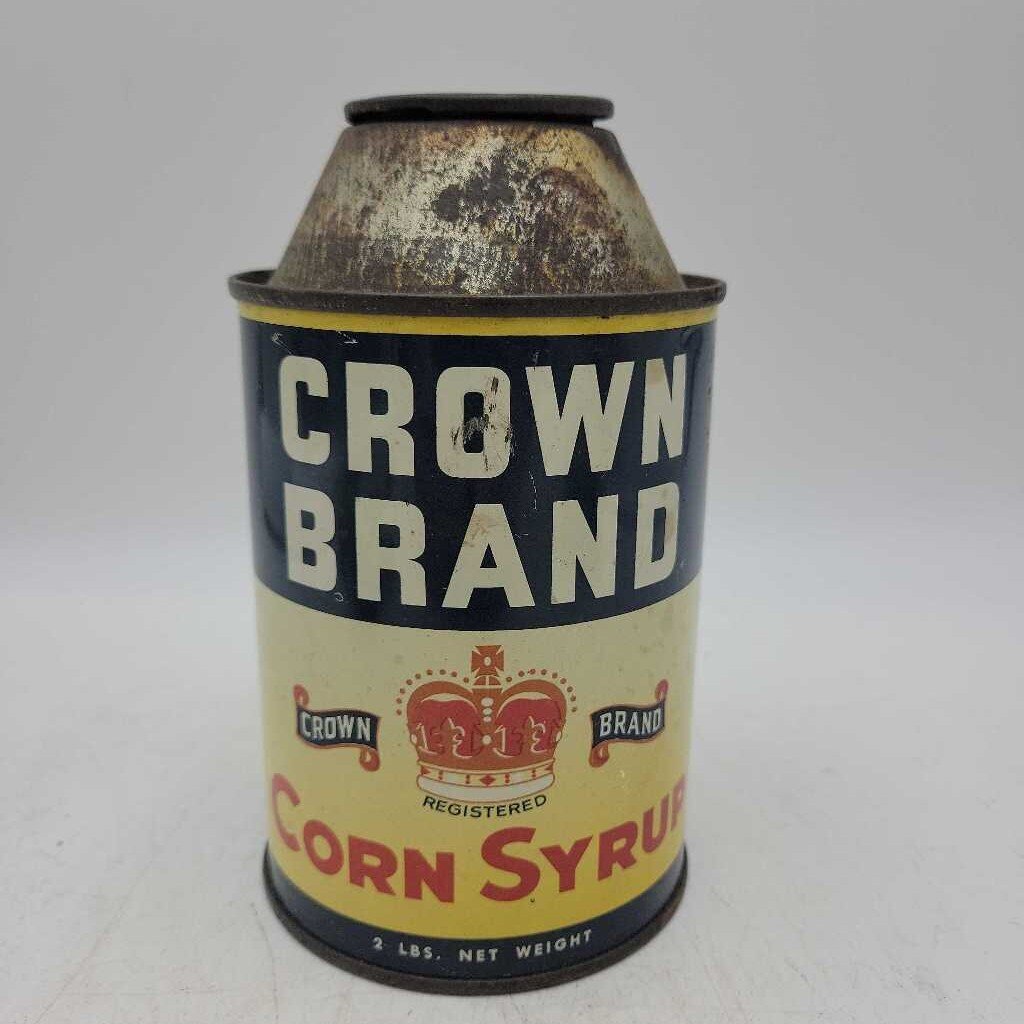 CROWN
BRAND
CROWN BRAND
REGISTERED
CORN SYRUP
2 LBS. NET WEIGHT